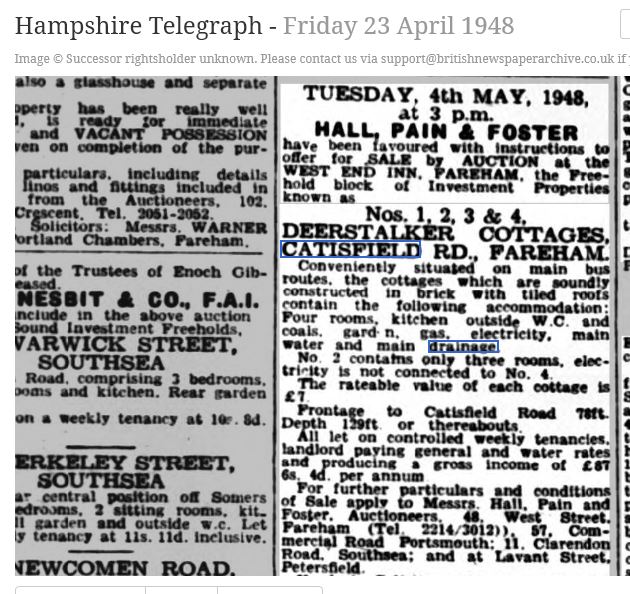 Hampshire Telegraph - Friday 23 April 1948
Image © Successor rightsholder unknown. Please contact us via support@britishnewspaperarchive.co.uk if
also a glasshouse and separate
operty has been really well
, is ready for immediate
and VACANT POSSESSION
ven on completion of the pur-
particulars, including details
linos and fittings included in
from the Auctioneers, 102,
Crescent, Tel. 2051-2052.
Solicitors: Messrs. WARNER
ortland Chambers, Fareham.
of the Trustees of Enoch Gib-
eased.
NESBIT & CO., F.A.I.
nclude in the above auction
Sound Investment Freeholds,
WARWICK STREET,
SOUTHSEA
Road, comprising 3 bedrooms,
ooms and kitchen. Rear garden
on a weekly tenancy at 10s. 8d.
ERKELEY STREET,
SOUTHSEA
ar central position off Somers
edrooms, 2 sitting rooms, kit-
ll garden and outside w.c. Let
y tenancy at 11s. 11d. inclusive.
NEWCOMEN ROAD,
TUESDAY, 4th MAY, 1948,
at 3 p.m.
HALL, PAIN & FOSTER
have been favoured with instructions to
offer for SALE by AUCTION at the
WEST END INN, FAREHAM, the Free-
hold block of Investment Properties
known as
Nos. 1, 2, 3 & 4,
DEERSTALKER COTTAGES,
CATISFIELD RD., FAREHAM.
Conveniently situated on main bus
routes, the cottages which are soundly
constructed in brick with tiled roofs
contain the following accommodation:
Four rooms, kitchen outside W.C. and
coals, gard n, gas, electricity, main
water and main drainage.
No. 2 contains only three rooms, elec-
tricity is not connected to No. 4.
The rateable value of each cottage is
£7.
Frontage to Catisfield Road 78ft.
Depth 129ft. or thereabouts.
All let on controlled weekly tenancies,
landlord paying general and water rates
and producing a gross income of £87
6s. 4d. per annum
For further particulars and conditions
of Sale apply to Messrs. Hall, Pain and
Foster, Auctioneers, 48, West Street,
Fareham (Tel. 2214/3012)), 57, Com-
mercial Road Portsmouth; 11, Clarendon
Road, Southsea; and at Lavant Street,
Petersfield.